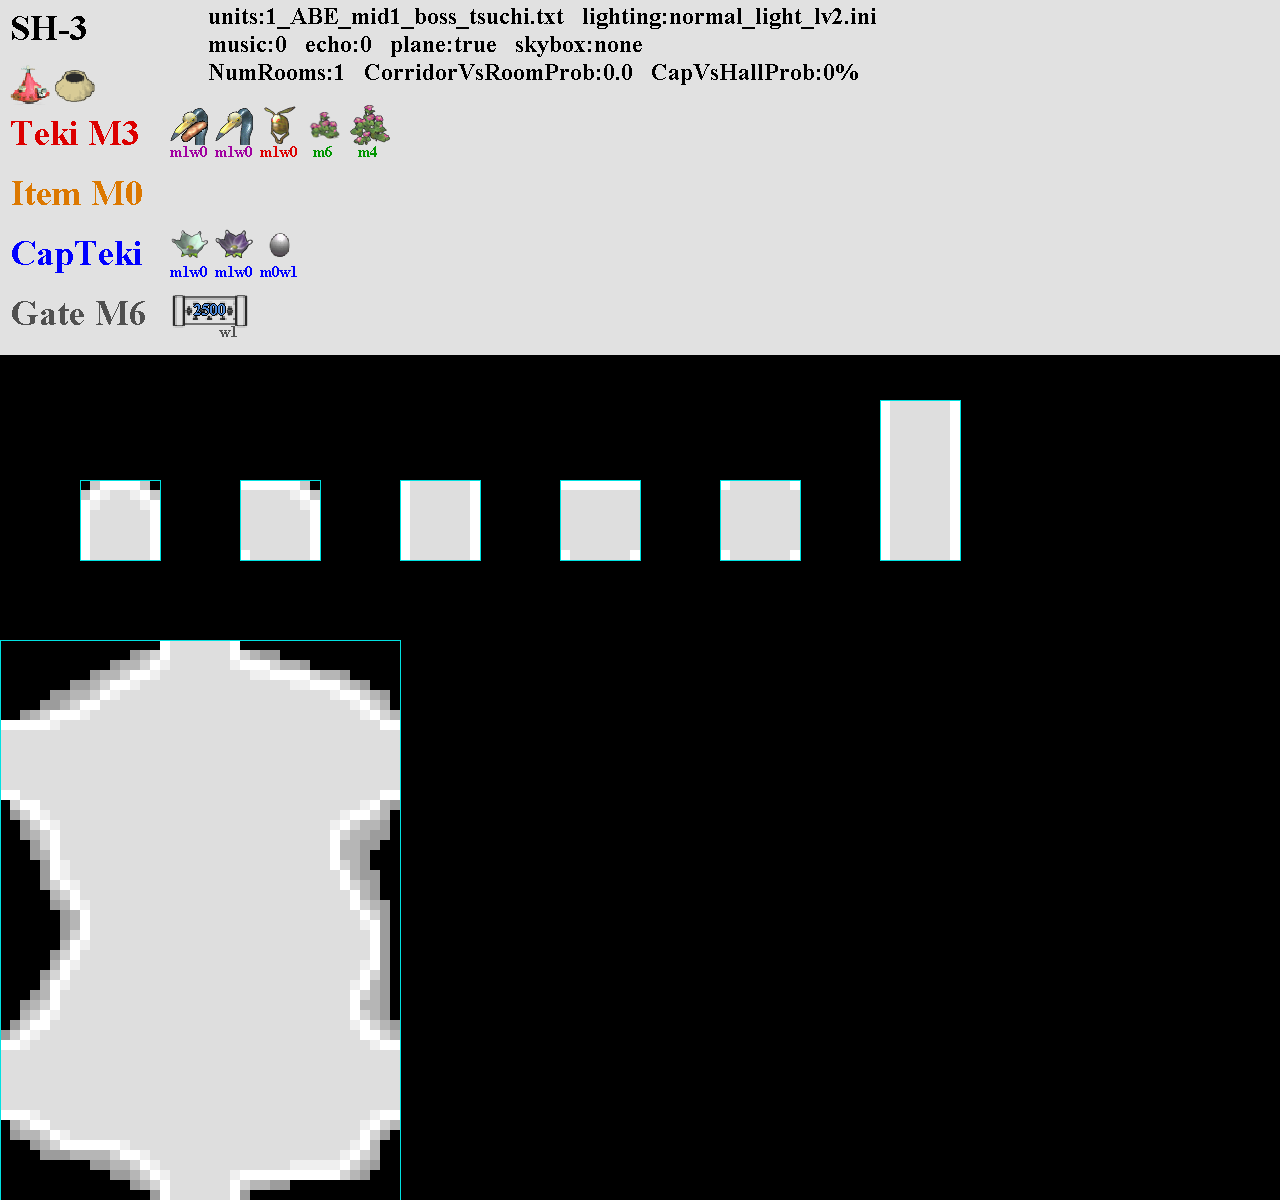 SH-3
units:1_ABE_mid1_boss_tsuchi.txt lighting:normal_light_lv2.ini
music:0 echo:0 plane:true skybox:none
NumRooms:1 CorridorVsRoomProb:0.0 CapVsHallProb:0%
Teki M3
m1w0 m1w0 m1w0 m6 m4
Item M0
CapTeki
m1w0 m1w0 m0w1
Gate M6
2500
w1